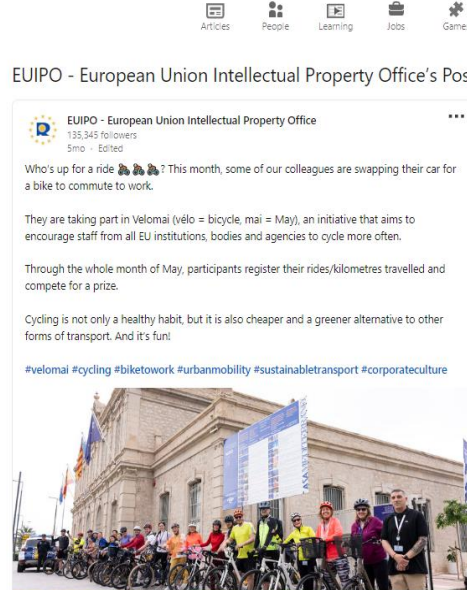 Articles
People
Learning
Jobs
Game
EUIPO - European Union Intellectual Property Office's Pos
EUIPO - European Union Intellectual Property Office
135,345 followers
5mo · Edited
Who's up for a ride 🚴🚴🚴? This month, some of our colleagues are swapping their car for
a bike to commute to work.
They are taking part in Velomai (vélo = bicycle, mai = May), an initiative that aims to
encourage staff from all EU institutions, bodies and agencies to cycle more often.
Through the whole month of May, participants register their rides/kilometres travelled and
compete for a prize.
Cycling is not only a healthy habit, but it is also cheaper and a greener alternative to other
forms of transport. And it's fun!
#velomai #cycling #biketowork #urbanmobility #sustainabletransport #corporateculture